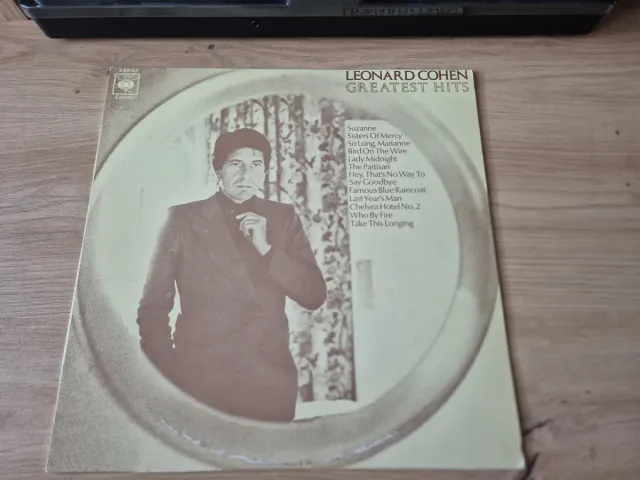 LEONARD COHEN
GREATEST HITS
Suzanne
Sisters Of Mercy
So Long, Marianne
Bird On The Wire
Lady Midnight
The Partisan
Hey, That's No Way To
Say Goodbye
Famous Blue Raincoat
Last Year's Man
Chelsea Hotel No. 2
Who By Fire
Take This Longing